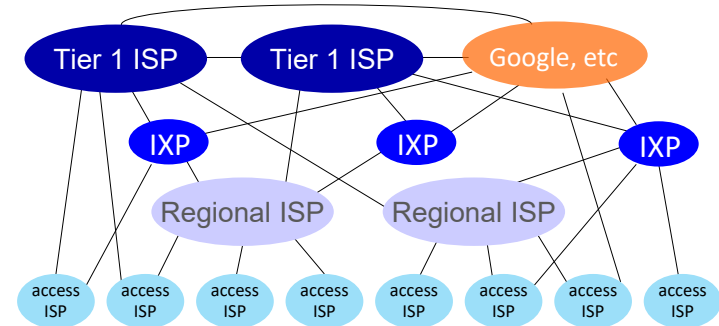 Tier 1 ISP
Tier 1 ISP
Google, etc
IXP
IXP
IXP
Regional ISP
Regional ISP
access
ISP
access
ISP
access
ISP
access
ISP
access
ISP
access
ISP
access
ISP
access
ISP